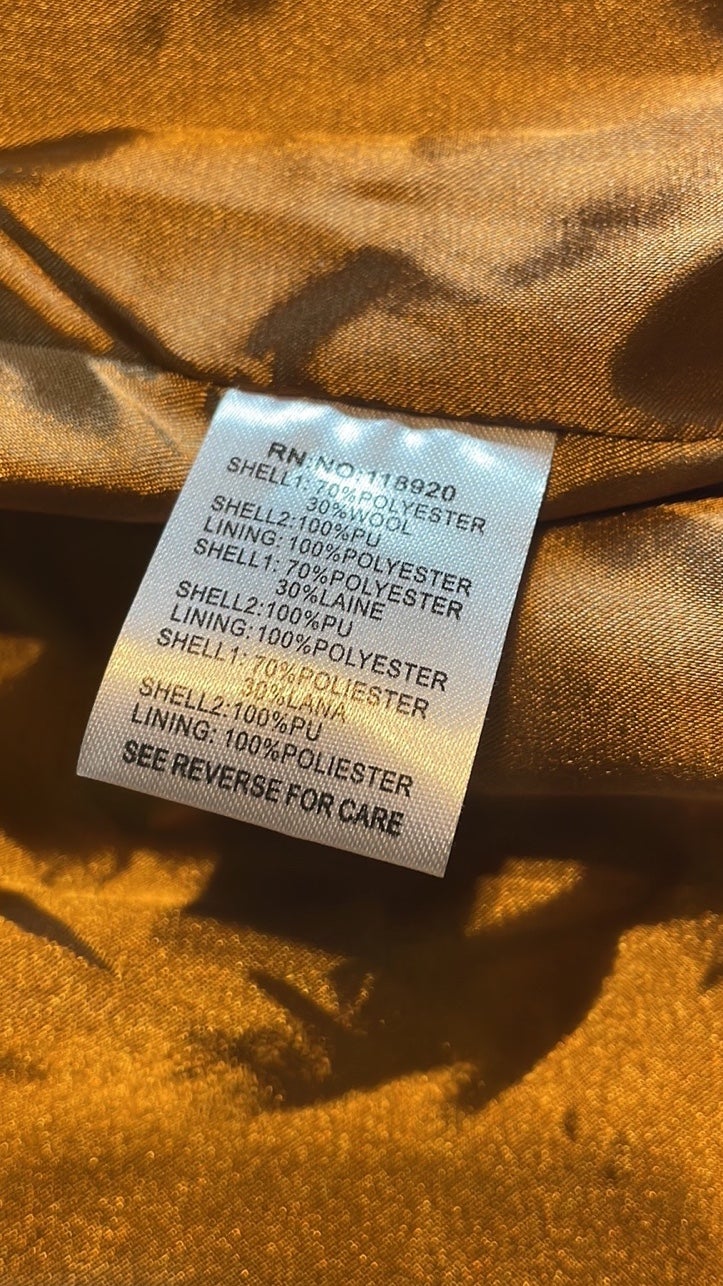 RN NO: 118920
SHELL1: 70%POLYESTER
30%WOOL
SHELL2:100%PU
LINING: 100%POLYESTER
SHELL1: 70%POLYESTER
30%LAINE
SHELL2:100%PU
LINING: 100%POLYESTER
SHELL1: 70%POLIESTER
30%LANA
SHELL2:100%PU
LINING: 100%POLIESTER
SEE REVERSE FOR CARE